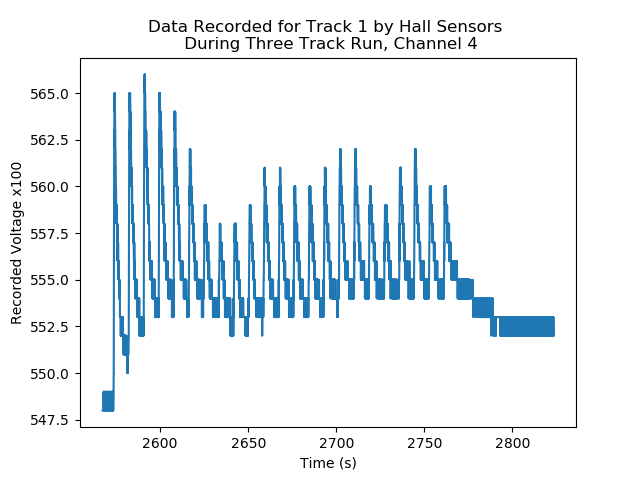 Data Recorded for Track 1 by Hall Sensors
During Three Track Run, Channel 4
Recorded Voltage x100
565.0
562.5
560.0
557.5
555.0
552.5
550.0
547.5
2600 2650 2700 2750 2800
Time (s)